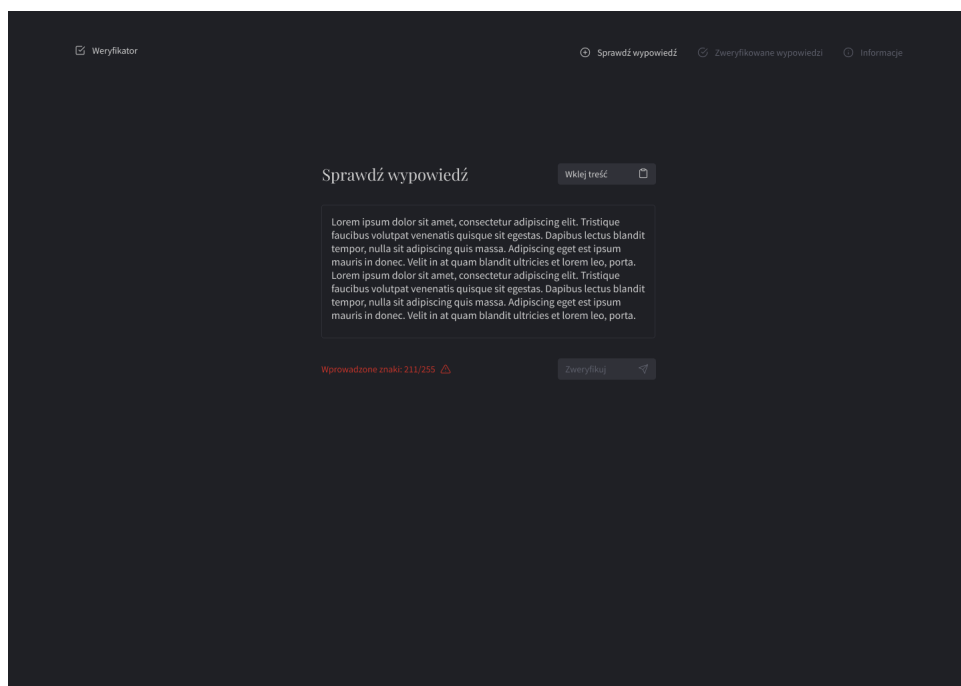 Weryfikator
Sprawdź wypowiedź
Zweryfikowane wypowiedzi
Informacje
Sprawdź wypowiedź
Wklej treść
Lorem ipsum dolor sit amet, consectetur adipiscing elit. Tristique
faucibus volutpat venenatis quisque sit egestas. Dapibus lectus blandit
tempor, nulla sit adipiscing quis massa. Adipiscing eget est ipsum
mauris in donec. Velit in at quam blandit ultricies et lorem leo, porta.
Lorem ipsum dolor sit amet, consectetur adipiscing elit. Tristique
faucibus volutpat venenatis quisque sit egestas. Dapibus lectus blandit
tempor, nulla sit adipiscing quis massa. Adipiscing eget est ipsum
mauris in donec. Velit in at quam blandit ultricies et lorem leo, porta.
Wprowadzone znaki: 211/255
Zweryfikuj